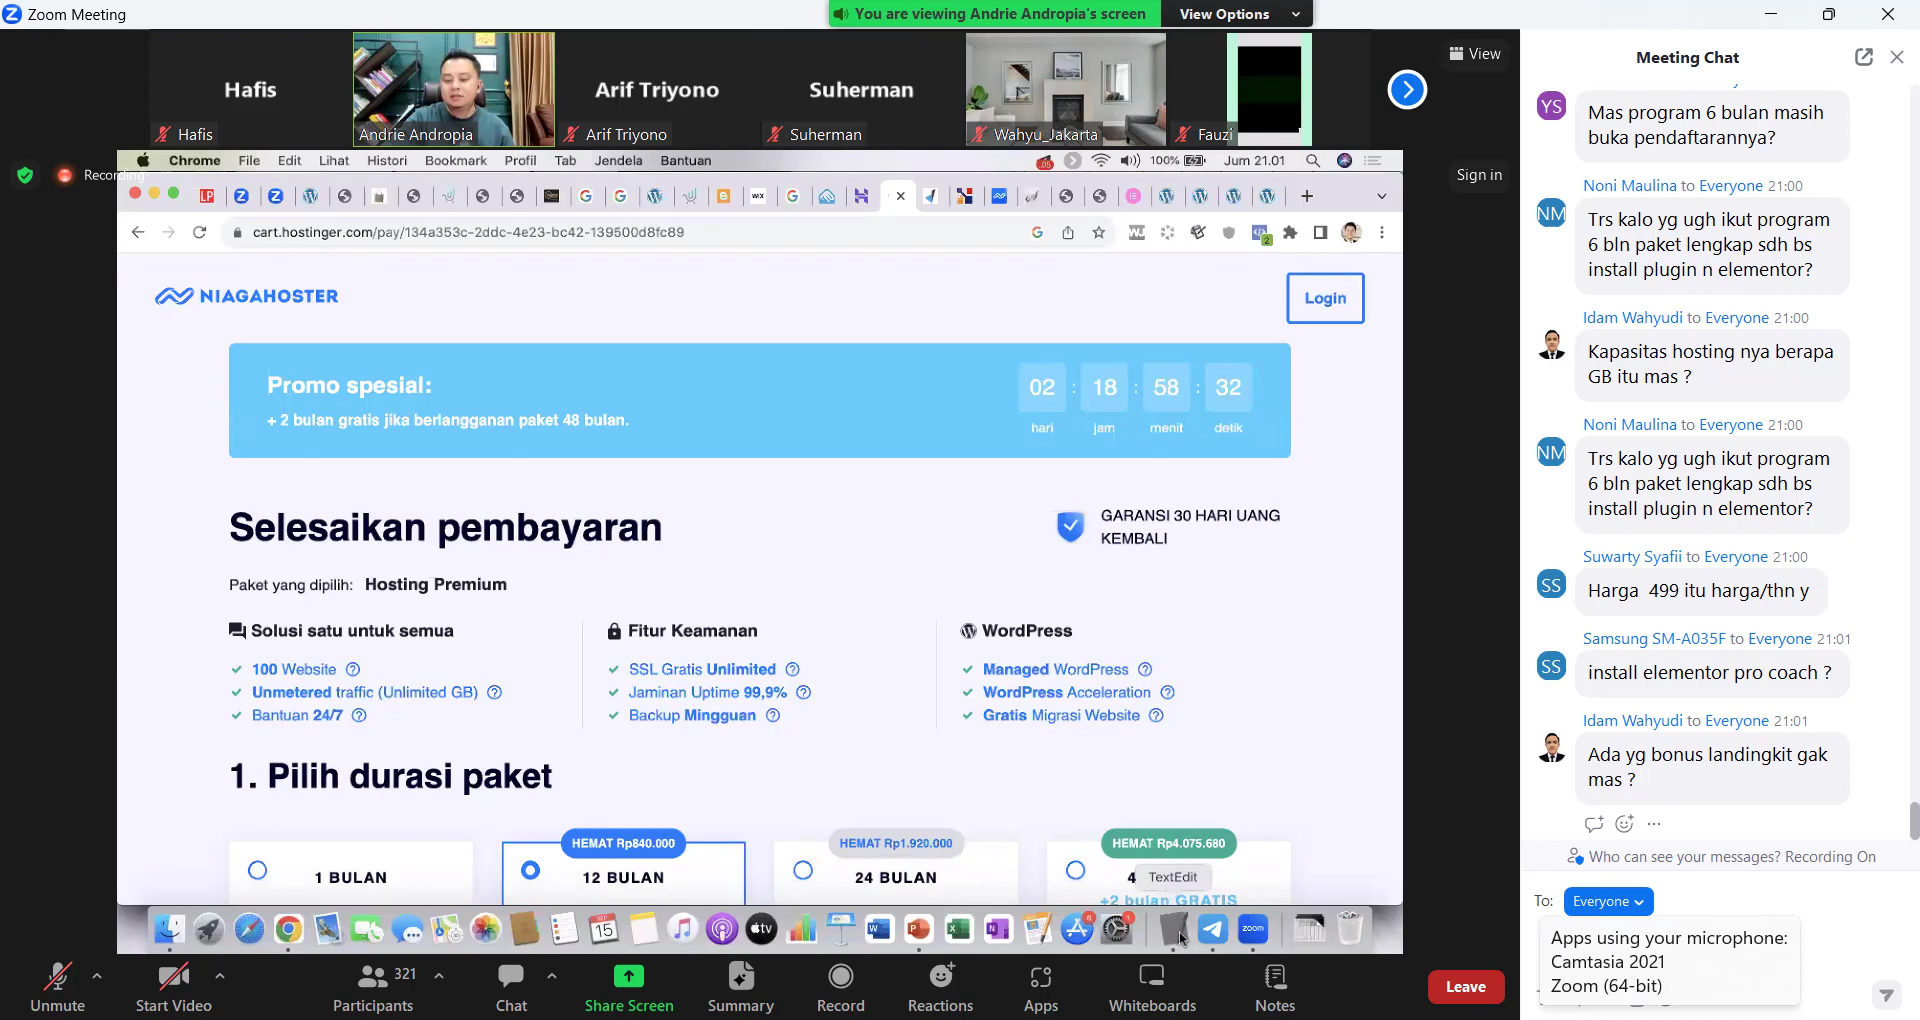 Zoom Meeting
You are viewing Andrie Andropia's screen
View Options
Hafis
Arif Triyono
Suherman
View
Hafis
Andrie Andropia
Arif Triyono
Suherman
Wahyu_Jakarta
Fauzi
Recording
Sign in
Chrome File Edit Lihat Histori Bookmark Profil Tab Jendela Bantuan
100% Jum 21.01
cart.hostinger.com/pay/134a353c-2ddc-4e23-bc42-139500d8fc89
NIAGAHOSTER
Login
Promo spesial:
+ 2 bulan gratis jika berlangganan paket 48 bulan.
02 : 18 : 58 : 32
hari jam menit detik
Selesaikan pembayaran
GARANSI 30 HARI UANG
KEMBALI
Paket yang dipilih: Hosting Premium
Solusi satu untuk semua
100 Website
Unmetered traffic (Unlimited GB)
Bantuan 24/7
Fitur Keamanan
SSL Gratis Unlimited
Jaminan Uptime 99,9%
Backup Mingguan
WordPress
Managed WordPress
WordPress Acceleration
Gratis Migrasi Website
1. Pilih durasi paket
HEMAT Rp840.000
HEMAT Rp1.920.000
HEMAT Rp4.075.680
1 BULAN
12 BULAN
24 BULAN
4
TextEdit
+2 bulan GRATIS
SEP
15
tv
zoom
Unmute
Start Video
321
Participants
Chat
Share Screen
Summary
Record
Reactions
Apps
Whiteboards
Notes
Leave
Meeting Chat
YS
Mas program 6 bulan masih
buka pendaftarannya?
Noni Maulina to Everyone 21:00
NM
Trs kalo yg ugh ikut program
6 bln paket lengkap sdh bs
install plugin n elementor?
Idam Wahyudi to Everyone 21:00
Kapasitas hosting nya berapa
GB itu mas ?
Noni Maulina to Everyone 21:00
NM
Trs kalo yg ugh ikut program
6 bln paket lengkap sdh bs
install plugin n elementor?
Suwarty Syafii to Everyone 21:00
SS
Harga 499 itu harga/thn y
Samsung SM-A035F to Everyone 21:01
SS
install elementor pro coach ?
Idam Wahyudi to Everyone 21:01
Ada yg bonus landingkit gak
mas ?
Who can see your messages? Recording On
To: Everyone
Apps using your microphone:
Camtasia 2021
Zoom (64-bit)